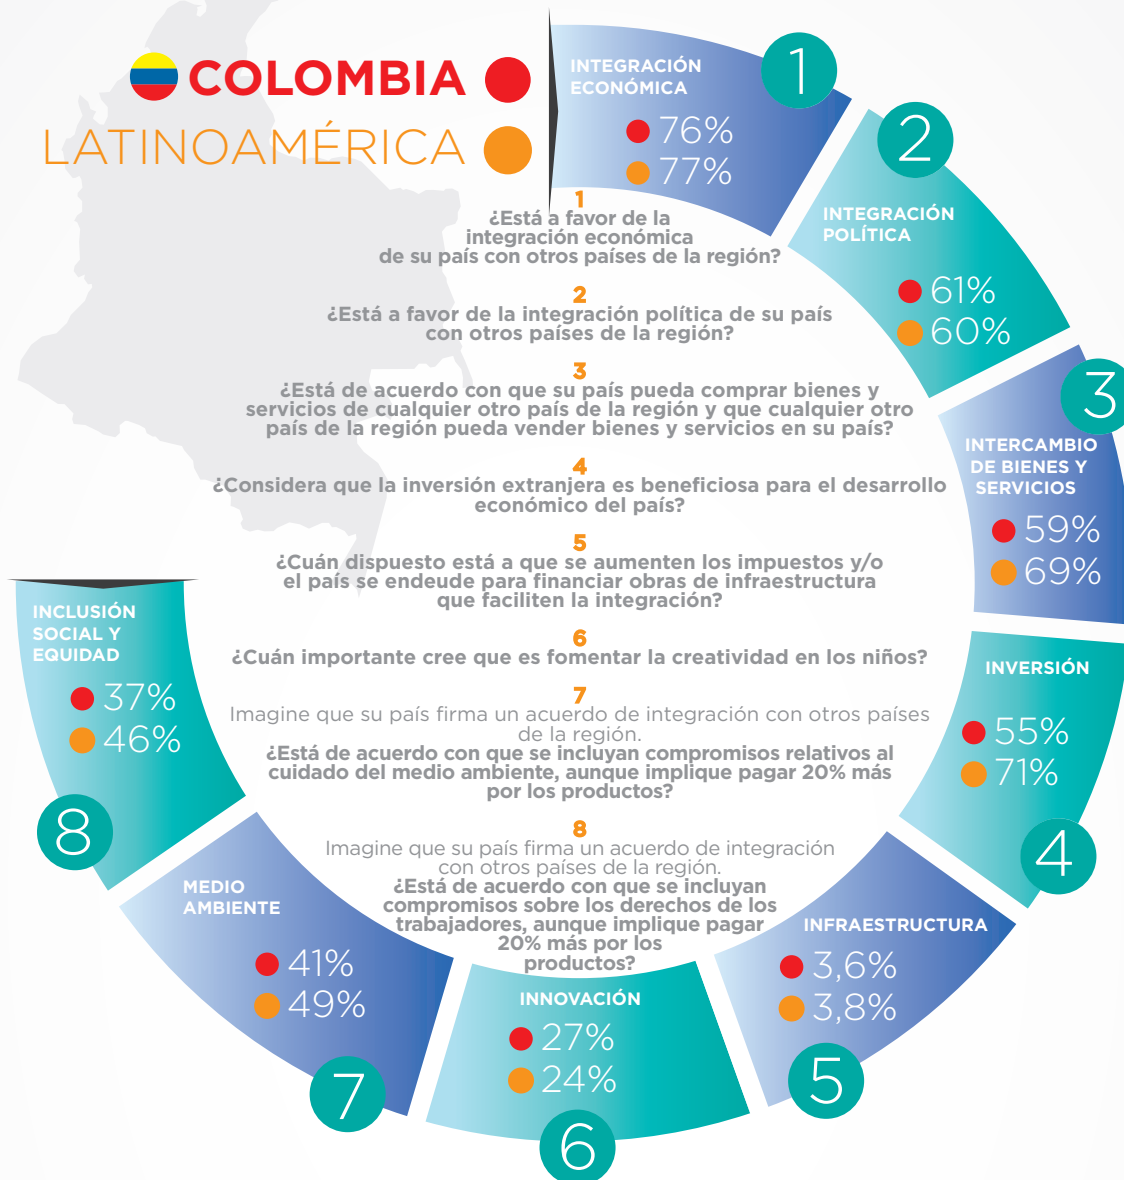 COLOMBIA
LATINOAMÉRICA
INTEGRACIÓN
ECONÓMICA
76%
77%
1
INTEGRACIÓN
POLÍTICA
61%
60%
2
INTERCAMBIO
DE BIENES Y
SERVICIOS
59%
69%
3
INVERSIÓN
55%
71%
4
INFRAESTRUCTURA
3,6%
3,8%
5
INNOVACIÓN
27%
24%
6
MEDIO
AMBIENTE
41%
49%
7
INCLUSIÓN
SOCIAL Y
EQUIDAD
37%
46%
8
1
¿Está a favor de la
integración económica
de su país con otros países de la región?
2
¿Está a favor de la integración política de su país
con otros países de la región?
3
¿Está de acuerdo con que su país pueda comprar bienes y
servicios de cualquier otro país de la región y que cualquier otro
país de la región pueda vender bienes y servicios en su país?
4
¿Considera que la inversión extranjera es beneficiosa para el desarrollo
económico del país?
5
¿Cuán dispuesto está a que se aumenten los impuestos y/o
el país se endeude para financiar obras de infraestructura
que faciliten la integración?
6
¿Cuán importante cree que es fomentar la creatividad en los niños?
7
Imagine que su país firma un acuerdo de integración con otros países
de la región.
¿Está de acuerdo con que se incluyan compromisos relativos al
cuidado del medio ambiente, aunque implique pagar 20% más
por los productos?
8
Imagine que su país firma un acuerdo de integración
con otros países de la región.
¿Está de acuerdo con que se incluyan
compromisos sobre los derechos de los
trabajadores, aunque implique pagar
20% más por los
productos?